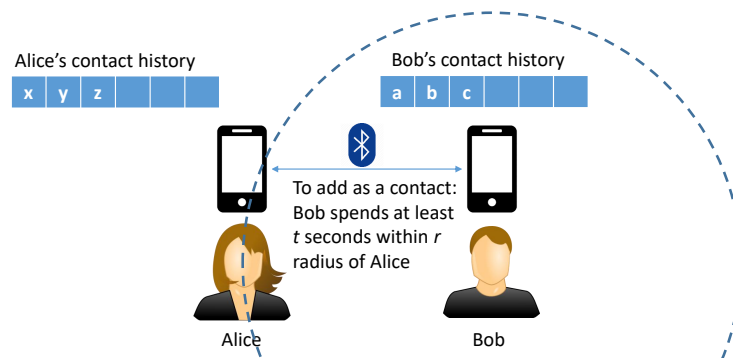 Alice's contact history
x y z
Bob's contact history
a b c
To add as a contact:
Bob spends at least
t seconds within r
radius of Alice
Alice
Bob